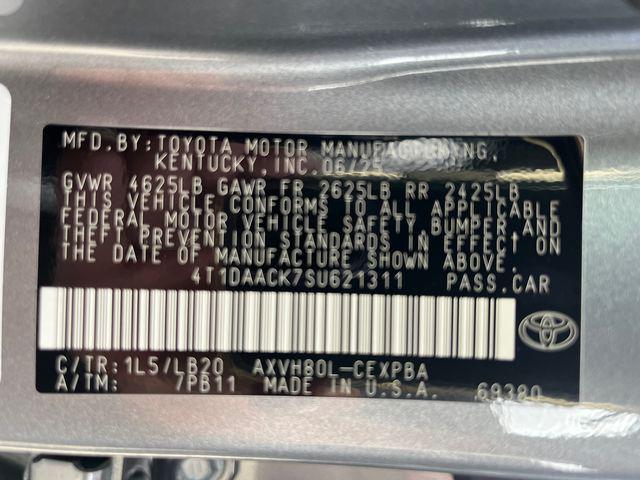 MFD.BY:TOYOTA MOTOR MANUFACTURING,
KENTUCKY,INC.06/25
GVWR 4625LB GAWR FR 2625LB RR 2425LB
THIS VEHICLE CONFORMS TO ALL APPLICABLE
FEDERAL MOTOR VEHICLE SAFETY,BUMPER,AND
THEFT PREVENTION STANDARDS IN EFFECT ON
THE DATE OF MANUFACTURE SHOWN ABOVE.
4T1DAACK7SU621311 PASS.CAR
C/TR:1L5/LB20 AXVH80L-CEXPBA
A/TM: 7PB11 MADE IN U.S.A. 69380